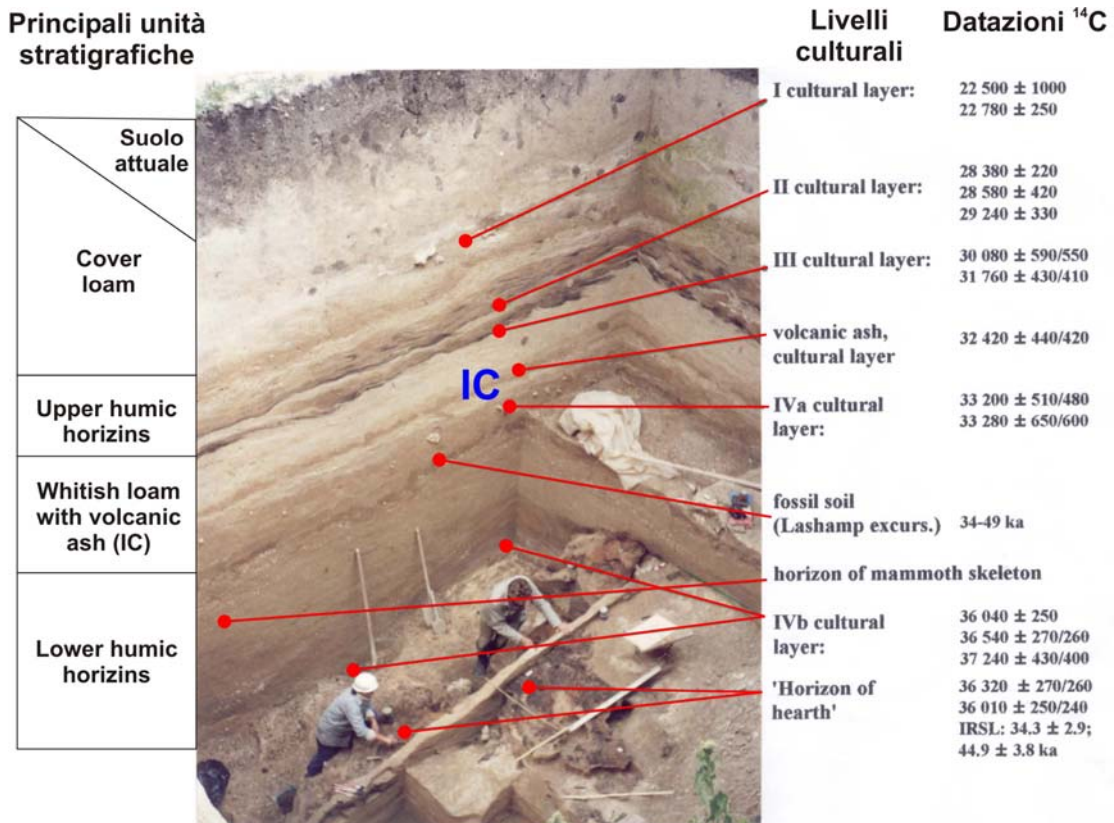 Principali unità
stratigrafiche
Suolo
attuale
Cover
loam
Upper humic
horizins
Whitish loam
with volcanic
ash (IC)
Lower humic
horizins
IC
Livelli
culturali
Datazioni ¹⁴C
I cultural layer:
22 500 ± 1000
22 780 ± 250
II cultural layer:
28 380 ± 220
28 580 ± 420
29 240 ± 330
III cultural layer:
30 080 ± 590/550
31 760 ± 430/410
volcanic ash,
cultural layer
32 420 ± 440/420
IVa cultural
layer:
33 200 ± 510/480
33 280 ± 650/600
fossil soil
(Lashamp excurs.)
34-49 ka
horizon of mammoth skeleton
IVb cultural
layer:
36 040 ± 250
36 540 ± 270/260
37 240 ± 430/400
'Horizon of
hearth'
36 320 ± 270/260
36 010 ± 250/240
IRSL: 34.3 ± 2.9;
44.9 ± 3.8 ka